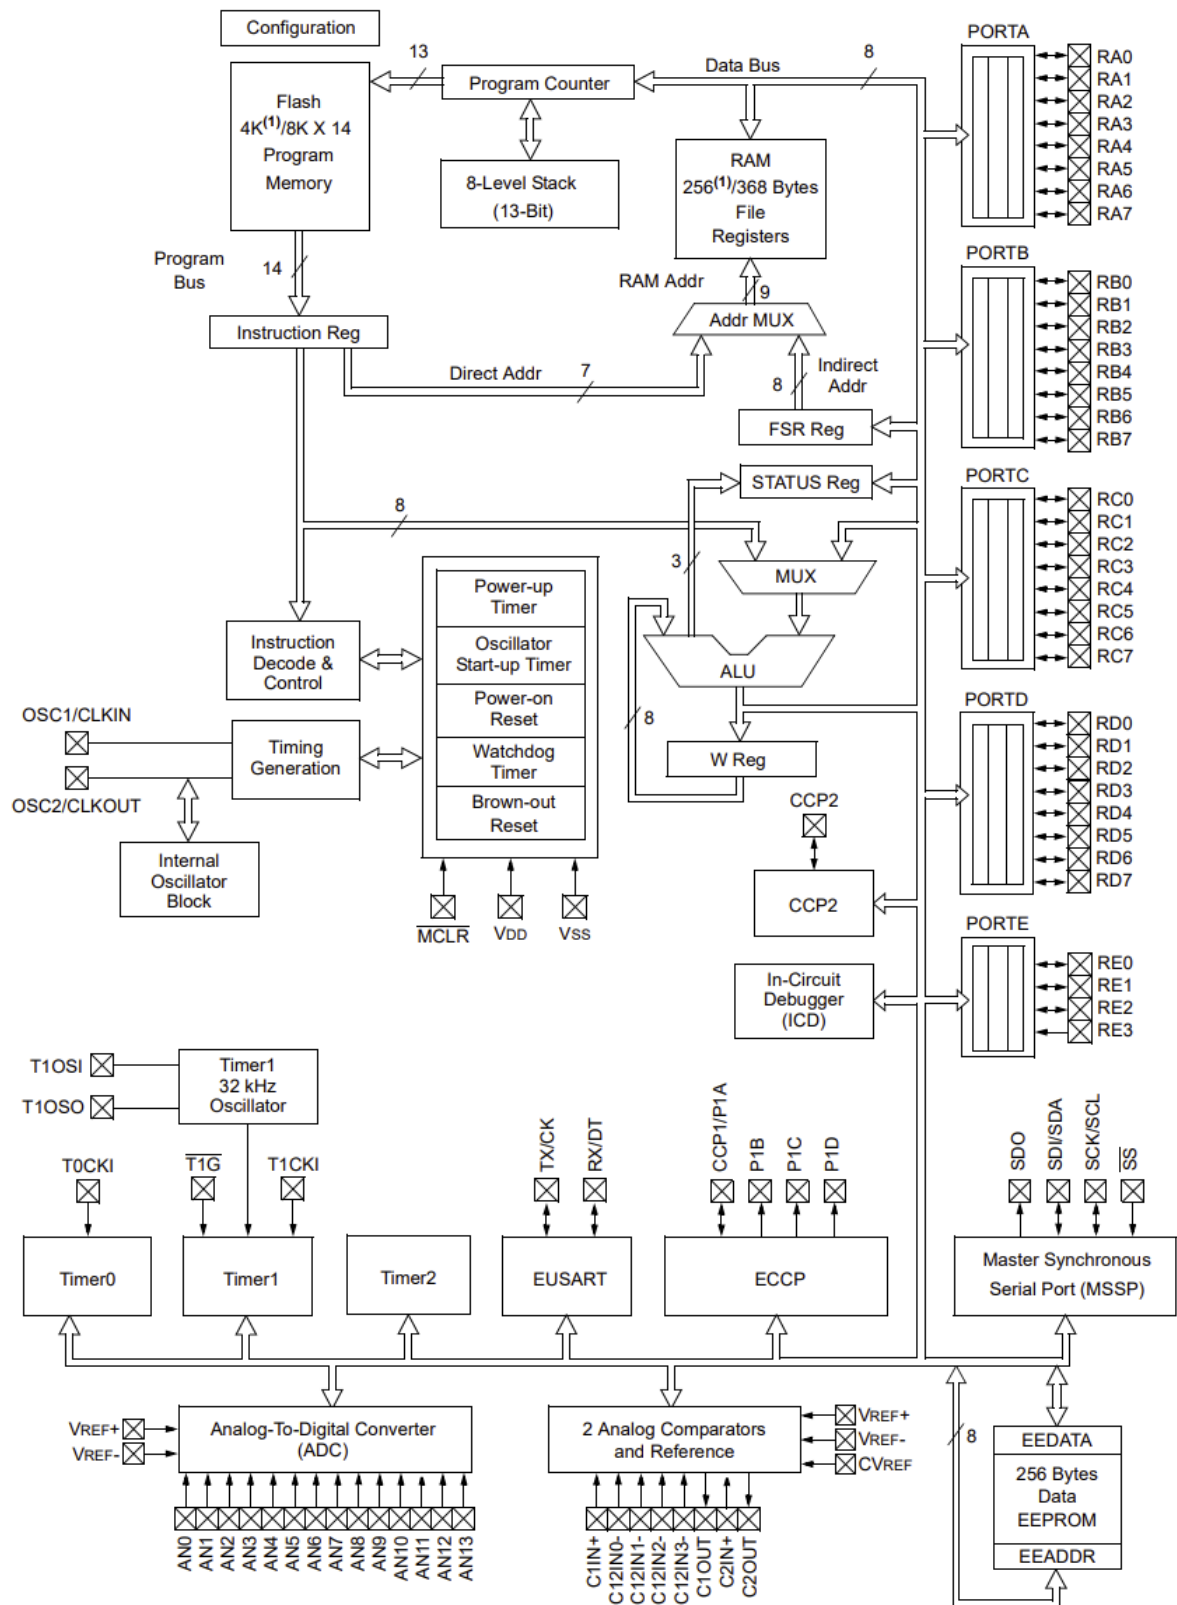 Configuration
13
Data Bus
8
PORTA
Flash
4K(1)/8K X 14
Program
Memory
Program Counter
8-Level Stack
(13-Bit)
RAM
256(1)/368 Bytes
File
Registers
RA0
RA1
RA2
RA3
RA4
RA5
RA6
RA7
Program
Bus
14
RAM Addr
9
Addr MUX
Instruction Reg
Direct Addr
7
8
Indirect
Addr
FSR Reg
PORTB
RB0
RB1
RB2
RB3
RB4
RB5
RB6
RB7
STATUS Reg
8
3
MUX
ALU
8
W Reg
PORTC
RC0
RC1
RC2
RC3
RC4
RC5
RC6
RC7
Power-up
Timer
Oscillator
Start-up Timer
Power-on
Reset
Watchdog
Timer
Brown-out
Reset
Instruction
Decode &
Control
OSC1/CLKIN
OSC2/CLKOUT
Timing
Generation
Internal
Oscillator
Block
MCLR
VDD
VSS
CCP2
CCP2
PORTD
RD0
RD1
RD2
RD3
RD4
RD5
RD6
RD7
In-Circuit
Debugger
(ICD)
PORTE
RE0
RE1
RE2
RE3
T1OSI
T1OSO
Timer1
32 kHz
Oscillator
T0CKI
T1G
T1CKI
TX/CK
RX/DT
CCP1/P1A
P1B
P1C
P1D
SDO
SDI/SDA
SCK/SCL
SS
Timer0
Timer1
Timer2
EUSART
ECCP
Master Synchronous
Serial Port (MSSP)
VREF+
VREF-
Analog-To-Digital Converter
(ADC)
AN0
AN1
AN2
AN3
AN4
AN5
AN6
AN7
AN8
AN9
AN10
AN11
AN12
AN13
2 Analog Comparators
and Reference
VREF+
VREF-
CVREF
C1IN+
C12IN0-
C12IN1-
C12IN2-
C12IN3-
C1OUT
C2IN+
C2OUT
8
EEDATA
256 Bytes
Data
EEPROM
EEADDR